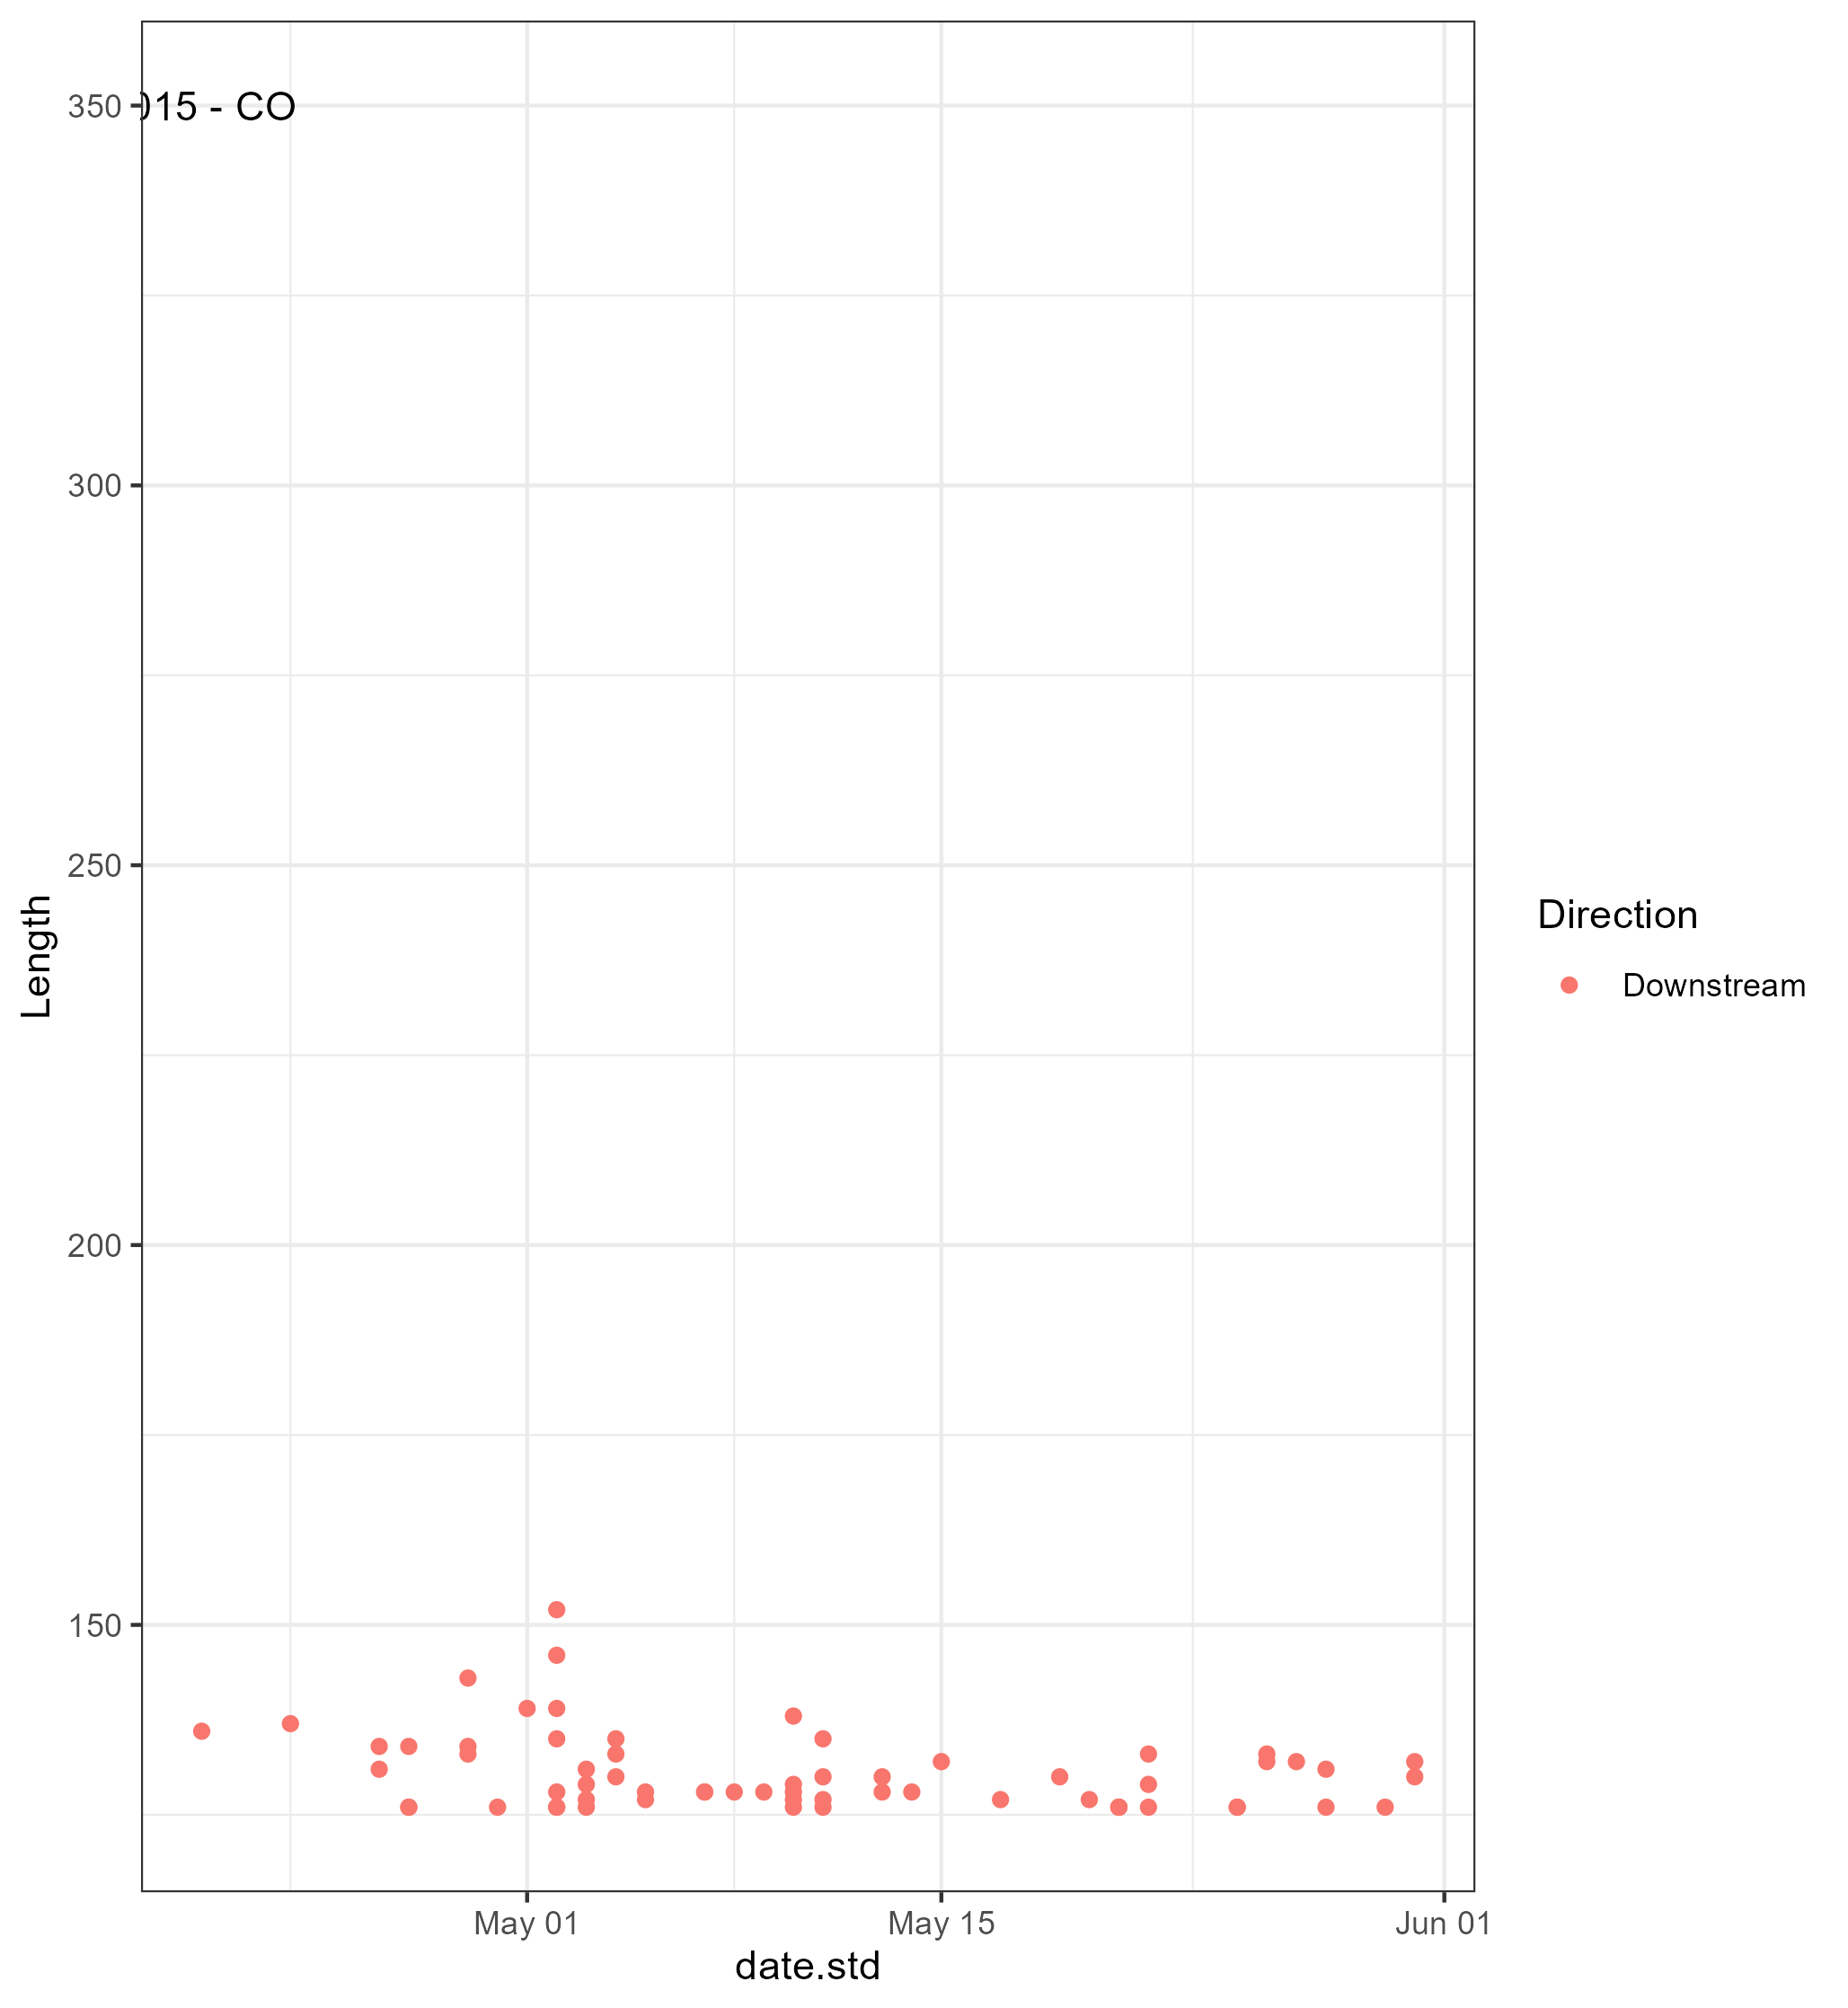 015 - CO
350
300
250
200
150
Length
May 01
May 15
Jun 01
date.std
Direction
Downstream